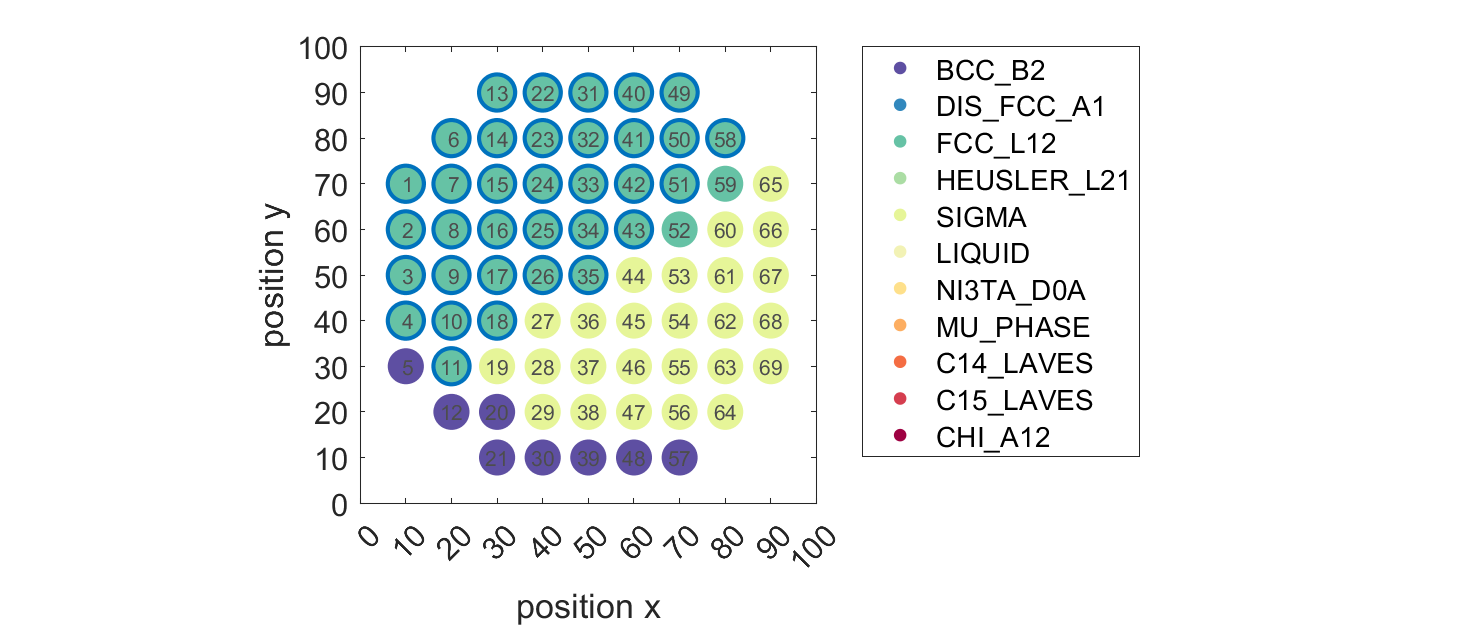 100
90
80
70
60
50
40
30
20
10
0
position y
13 22 31 40 49
6 14 23 32 41 50 58
1 7 15 24 33 42 51 59 65
2 8 16 25 34 43 52 60 66
3 9 17 26 35 44 53 61 67
4 10 18 27 36 45 54 62 68
5 11 19 28 37 46 55 63 69
12 20 29 38 47 56 64
21 30 39 48 57
0 10 20 30 40 50 60 70 80 90 100
position x
BCC_B2
DIS_FCC_A1
FCC_L12
HEUSLER_L21
SIGMA
LIQUID
NI3TA_D0A
MU_PHASE
C14_LAVES
C15_LAVES
CHI_A12